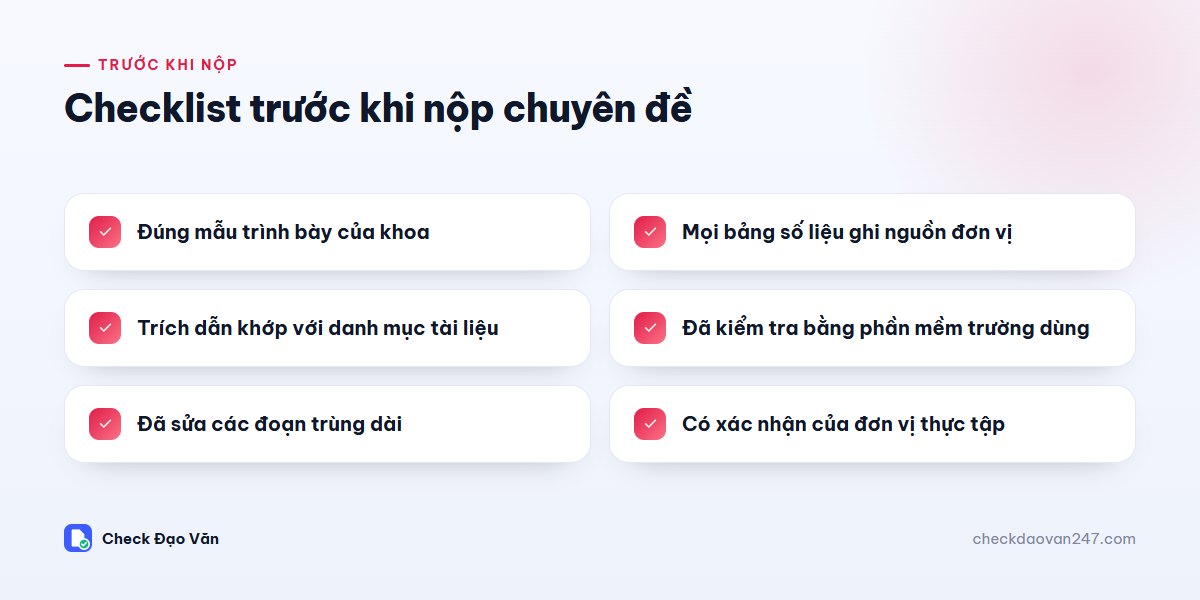 TRƯỚC KHI NỘP
Checklist trước khi nộp chuyên đề
Đúng mẫu trình bày của khoa
Mọi bảng số liệu ghi nguồn đơn vị
Trích dẫn khớp với danh mục tài liệu
Đã kiểm tra bằng phần mềm trường dùng
Đã sửa các đoạn trùng dài
Có xác nhận của đơn vị thực tập
Check Đạo Văn
checkdaovan247.com